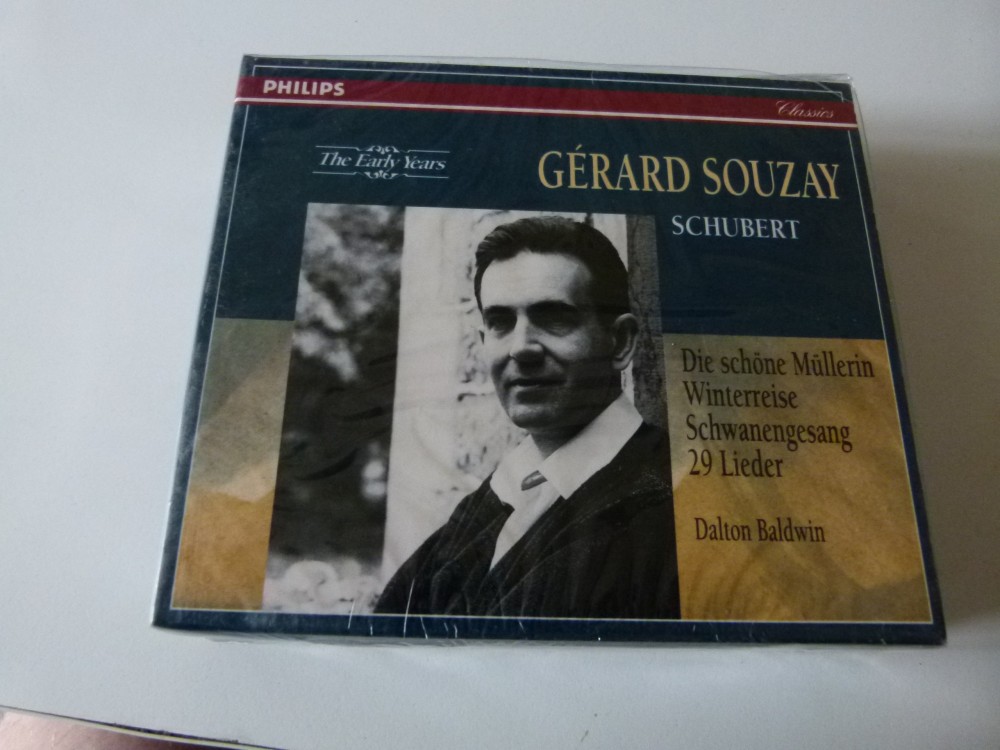 PHILIPS
Classics
The Early Years
GÉRARD SOUZAY
SCHUBERT
Die schöne Müllerin
Winterreise
Schwanengesang
29 Lieder
Dalton Baldwin